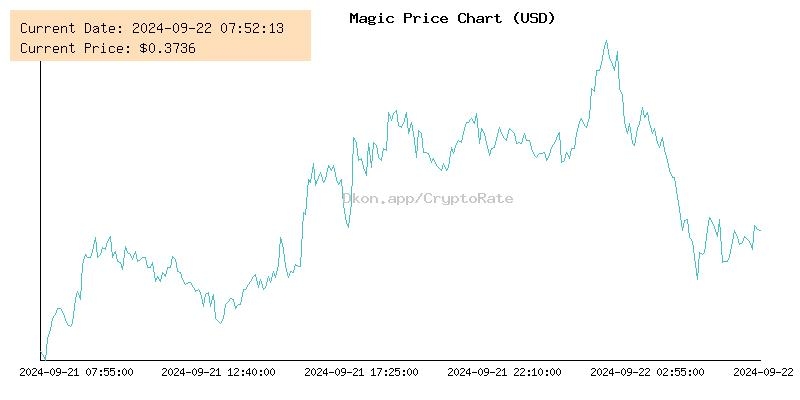 Magic Price Chart (USD)
Current Date: 2024-09-22 07:52:13
Current Price: $0.3736
Okon.app/CryptoRate
2024-09-21 07:55:00 2024-09-21 12:40:00 2024-09-21 17:25:00 2024-09-21 22:10:00 2024-09-22 02:55:00 2024-09-22